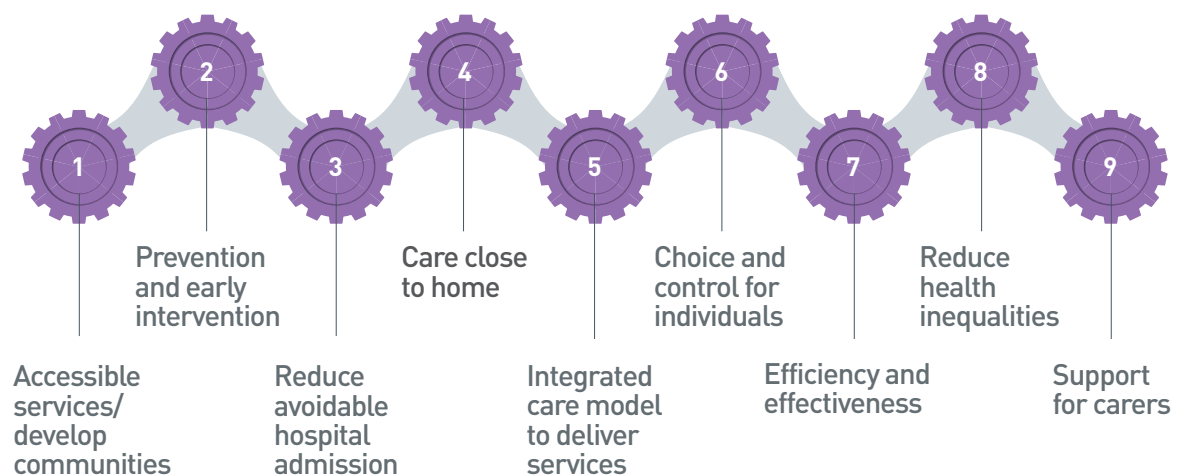 1
Accessible
services/
develop
communities
2
Prevention
and early
intervention
3
Reduce
avoidable
hospital
admission
4
Care close
to home
5
Integrated
care model
to deliver
services
6
Choice and
control for
individuals
7
Efficiency and
effectiveness
8
Reduce
health
inequalities
9
Support
for carers